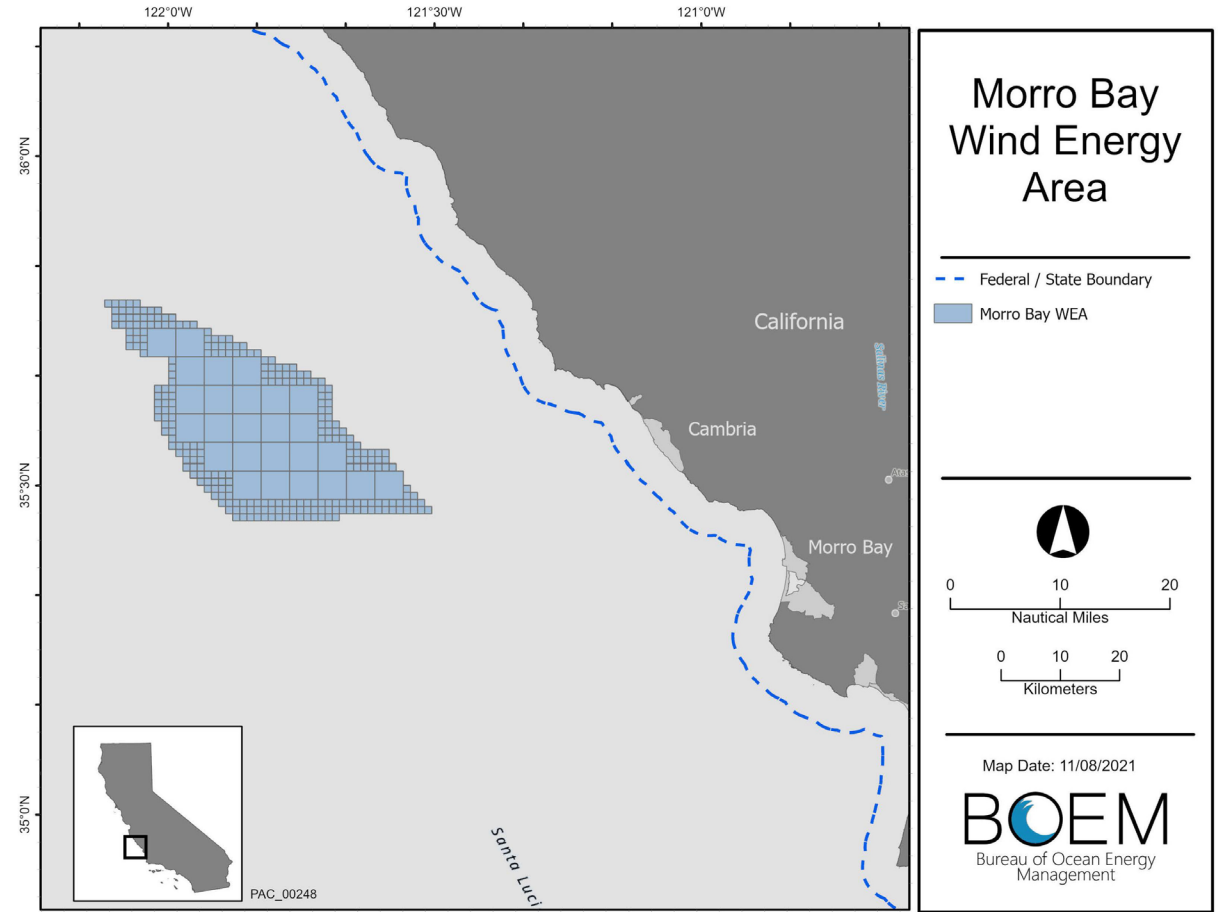 122°0'W
121°30'W
121°0'W
36°0'N
35°30'N
35°0'N
California
Salinas River
Cambria
Morro Bay
Santa Luci
PAC_00248
Morro Bay
Wind Energy
Area
Federal / State Boundary
Morro Bay WEA
0 10 20
Nautical Miles
0 10 20
Kilometers
Map Date: 11/08/2021
BOEM
Bureau of Ocean Energy
Management